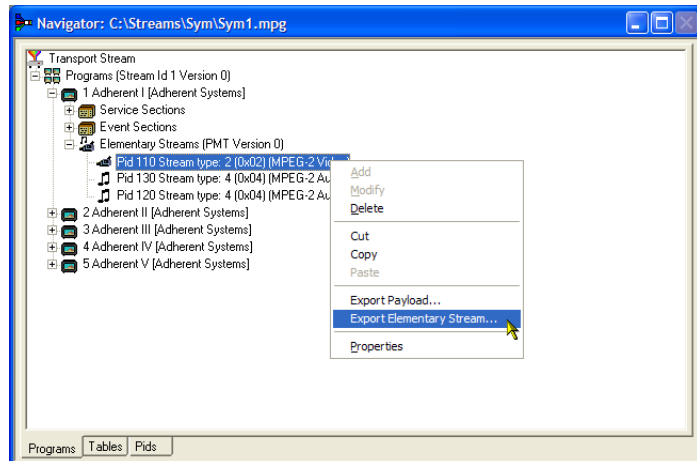 Navigator: C:\Streams\Sym\Sym1.mpg
Transport Stream
Programs (Stream Id 1 Version 0)
1 Adherent I [Adherent Systems]
Service Sections
Event Sections
Elementary Streams (PMT Version 0)
Pid 110 Stream type: 2 (0x02) (MPEG-2 Video)
Pid 130 Stream type: 4 (0x04) (MPEG-2 Au
Pid 120 Stream type: 4 (0x04) (MPEG-2 Au
2 Adherent II [Adherent Systems]
3 Adherent III [Adherent Systems]
4 Adherent IV [Adherent Systems]
5 Adherent V [Adherent Systems]
Add
Modify
Delete
Cut
Copy
Paste
Export Payload...
Export Elementary Stream...
Properties
Programs Tables Pids